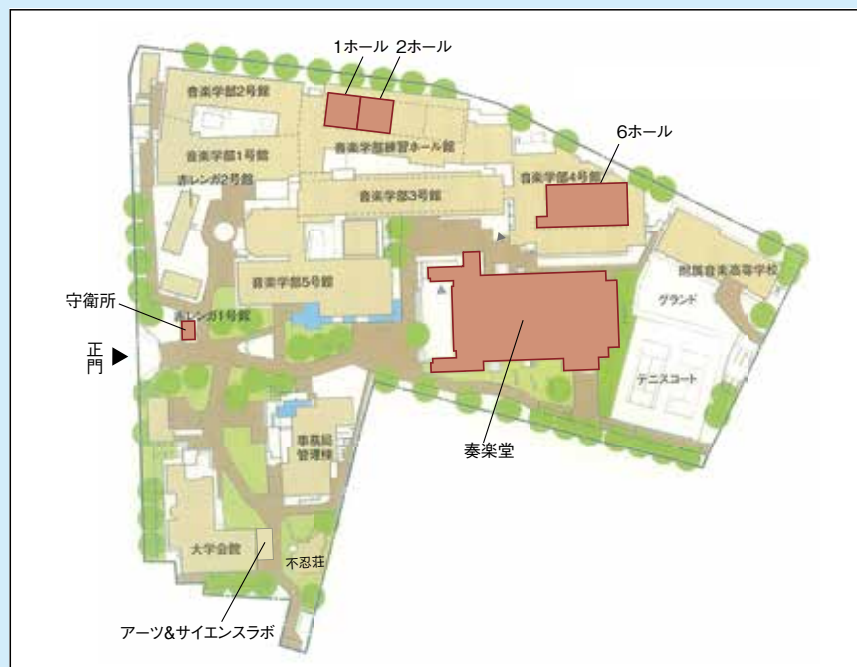 1ホール
2ホール
音楽学部2号館
6ホール
音楽学部1号館
音楽学部練習ホール館
赤レンガ2号館
音楽学部3号館
音楽学部4号館
附属音楽高等学校
音楽学部5号館
グランド
守衛所
赤レンガ1号館
正門
テニスコート
奏楽堂
事務局
管理棟
大学会館
不忍荘
アーツ&サイエンスラボ